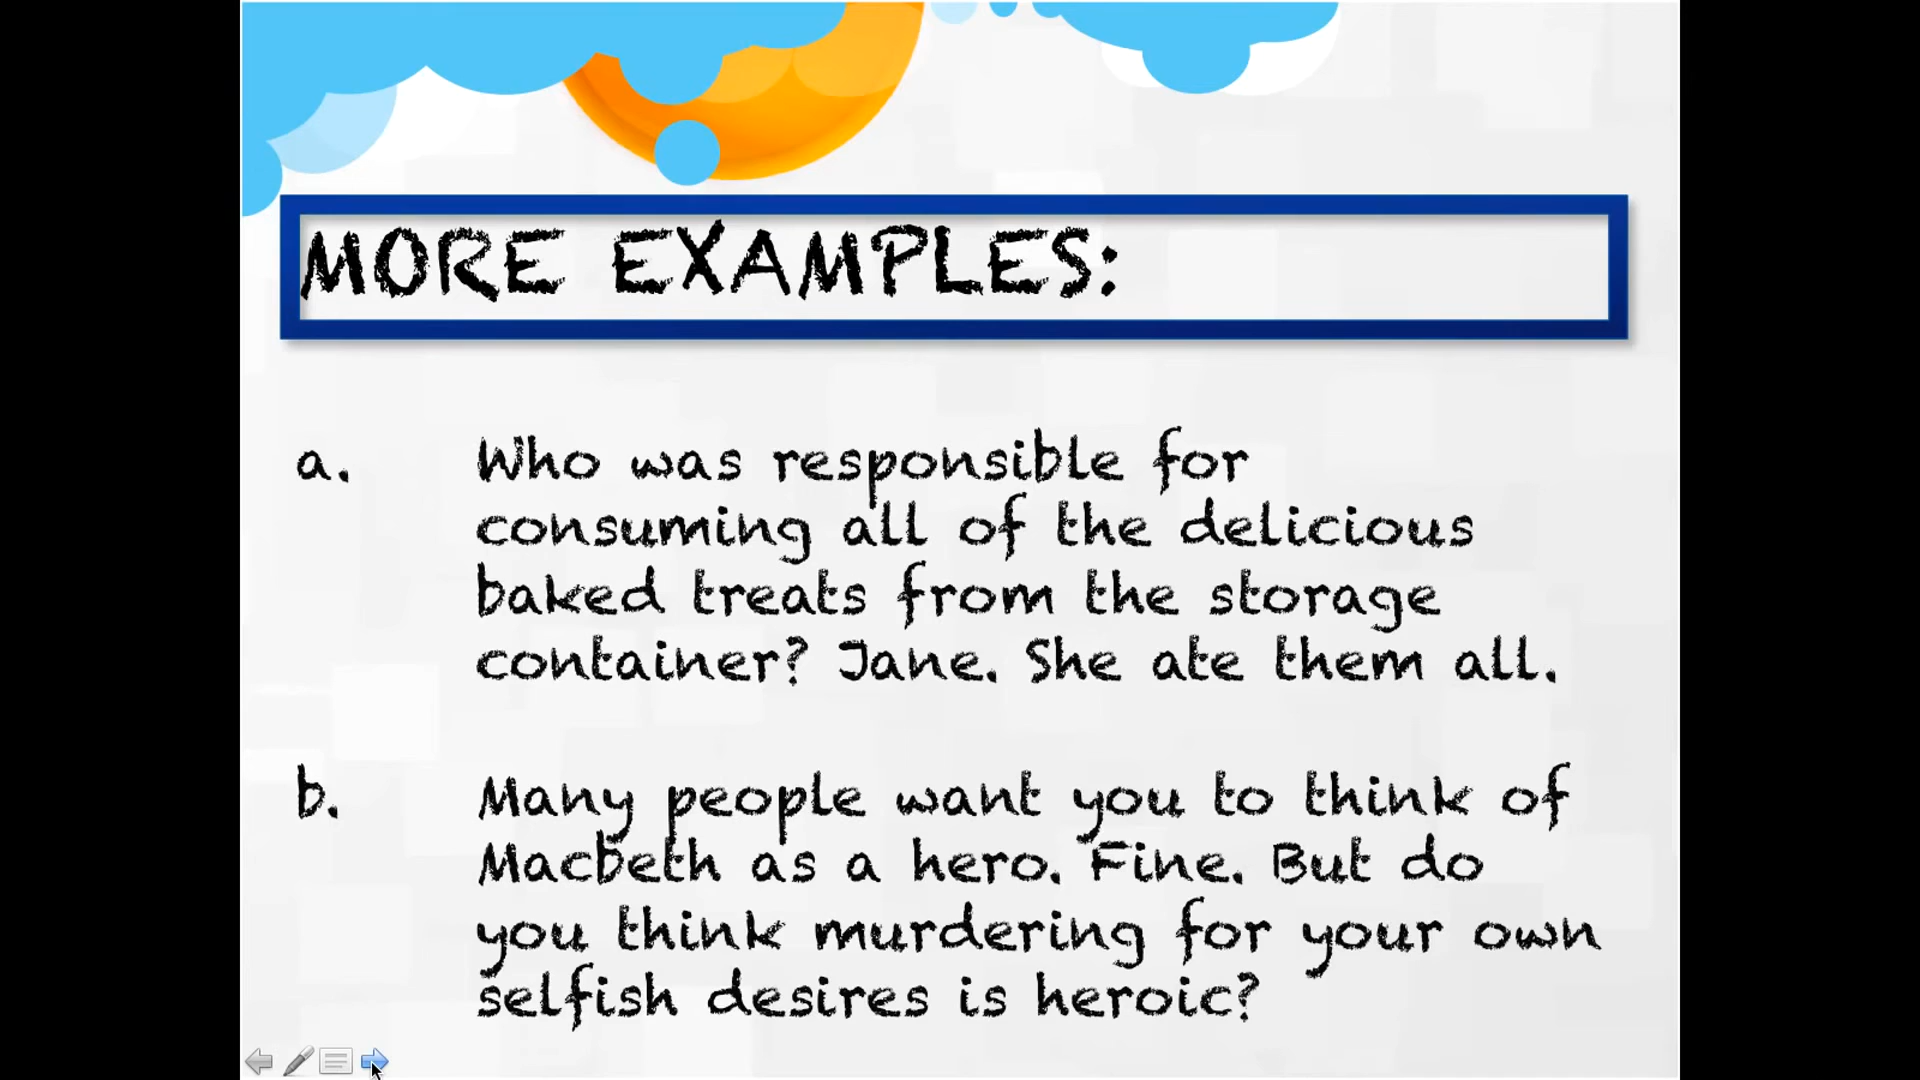 MORE EXAMPLES:
a. Who was responsible for
consuming all of the delicious
baked treats from the storage
container? Jane. She ate them all.
b. Many people want you to think of
Macbeth as a hero. Fine. But do
you think murdering for your own
selfish desires is heroic?